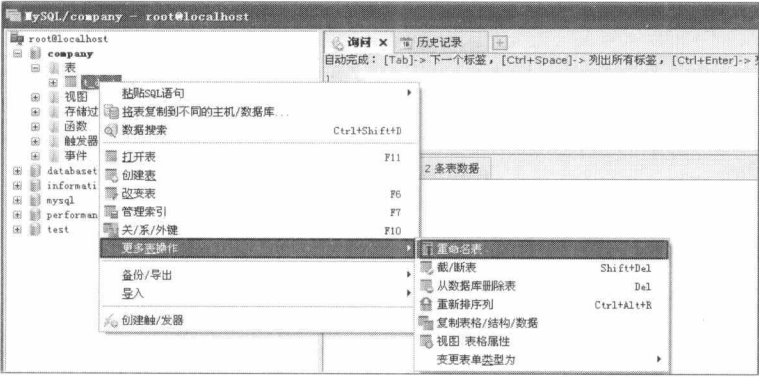 MySQL/company - root@localhost
root@localhost
company
表
视图
存储过
函数
触发器
事件
databaset
informati
mysql
performan
test
询问 × 历史记录
自动完成： [Tab]-> 下一个标签， [Ctrl+Space]-> 列出所有标签， [Ctrl+Enter]->
1
2 条表数据
粘贴SQL语句
将表复制到不同的主机/数据库...
数据搜索 Ctrl+Shift+D
打开表 F11
创建表
改变表 F6
管理索引 F7
关/系/外键 F10
更多表操作
备份/导出
导入
创建触/发器
重命名表
截/断表 Shift+Del
从数据库删除表 Del
重新排序列 Ctrl+Alt+R
复制表格/结构/数据
视图 表格属性
变更表单类型为